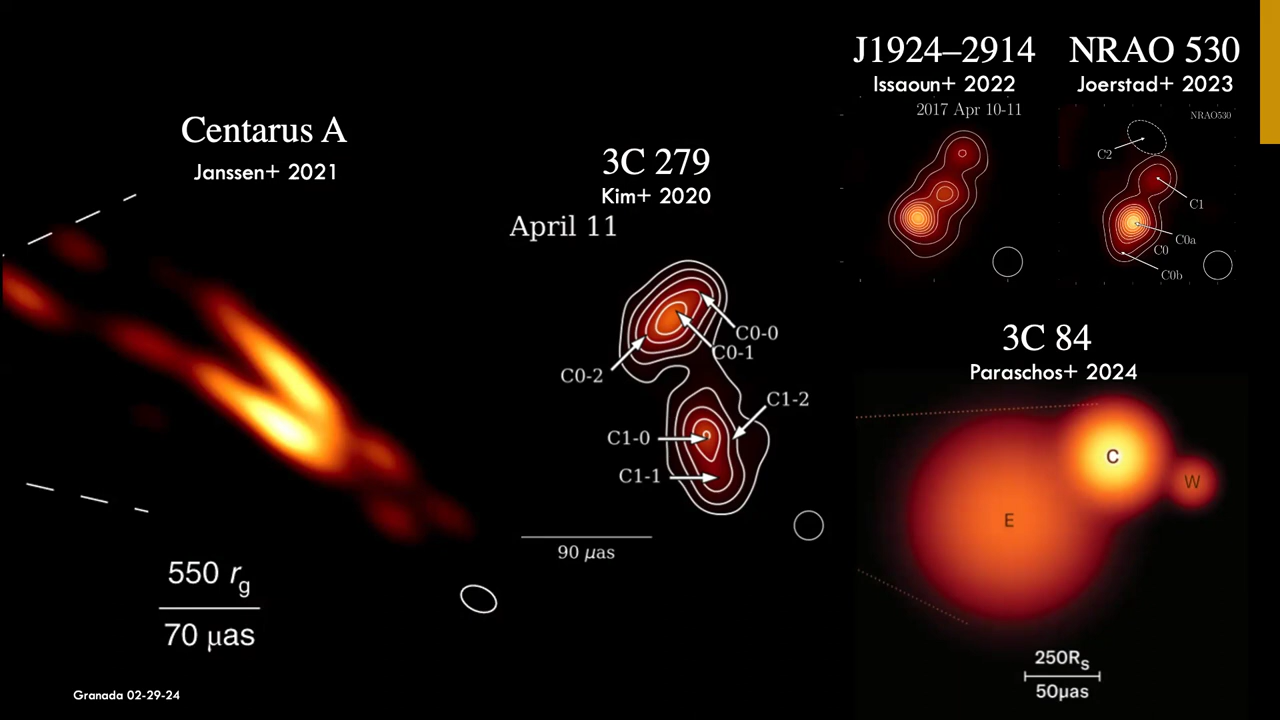 Centarus A
Janssen+ 2021
550 rg
70 μas
Granada 02-29-24
3C 279
Kim+ 2020
April 11
C0-0
C0-1
C0-2
C1-2
C1-0
C1-1
90 μas
J1924–2914
Issaoun+ 2022
2017 Apr 10-11
NRAO 530
Joerstad+ 2023
NRAO530
C2
C1
C0a
C0
C0b
3C 84
Paraschos+ 2024
C
W
E
250Rs
50μas